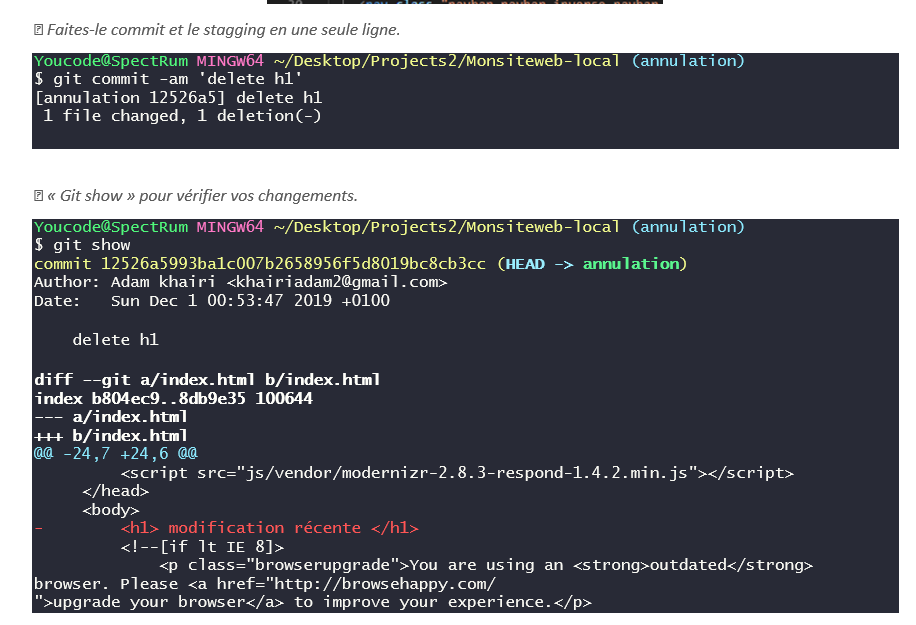 Faites-le commit et le stagging en une seule ligne.
Youcode@SpectRum MINGW64 ~/Desktop/Projects2/Monsiteweb-local (annulation)
$ git commit -am 'delete h1'
[annulation 12526a5] delete h1
 1 file changed, 1 deletion(-)
« Git show » pour vérifier vos changements.
Youcode@SpectRum MINGW64 ~/Desktop/Projects2/Monsiteweb-local (annulation)
$ git show
commit 12526a5993ba1c007b2658956f5d8019bc8cb3cc (HEAD -> annulation)
Author: Adam khairi <khairiadam2@gmail.com>
Date:   Sun Dec 1 00:53:47 2019 +0100
    delete h1
diff --git a/index.html b/index.html
index b804ec9..8db9e35 100644
--- a/index.html
+++ b/index.html
@@ -24,7 +24,6 @@
         <script src="js/vendor/modernizr-2.8.3-respond-1.4.2.min.js"></script>
     </head>
     <body>
-        <h1> modification récente </h1>
         <!--[if lt IE 8]>
             <p class="browserupgrade">You are using an <strong>outdated</strong>
browser. Please <a href="http://browsehappy.com/
">upgrade your browser</a> to improve your experience.</p>